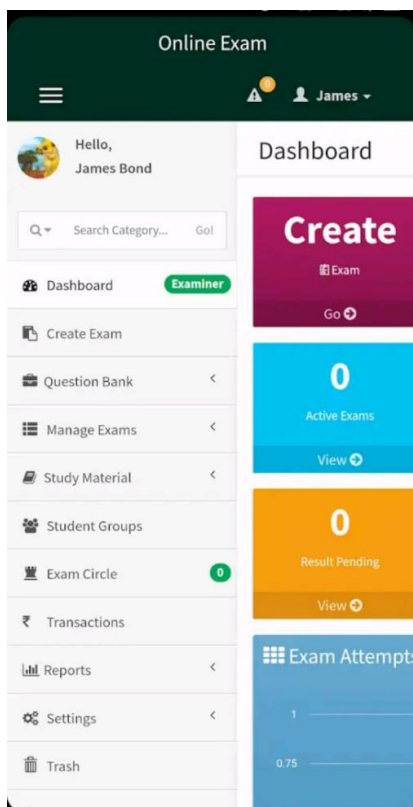 Online Exam
0
James
Hello,
James Bond
Search Category... Go!
Dashboard Examiner
Create Exam
Question Bank
Manage Exams
Study Material
Student Groups
Exam Circle 0
₹ Transactions
Reports
Settings
Trash
Dashboard
Create
Exam
Go
0
Active Exams
View
0
Result Pending
View
Exam Attempts
1
0.75